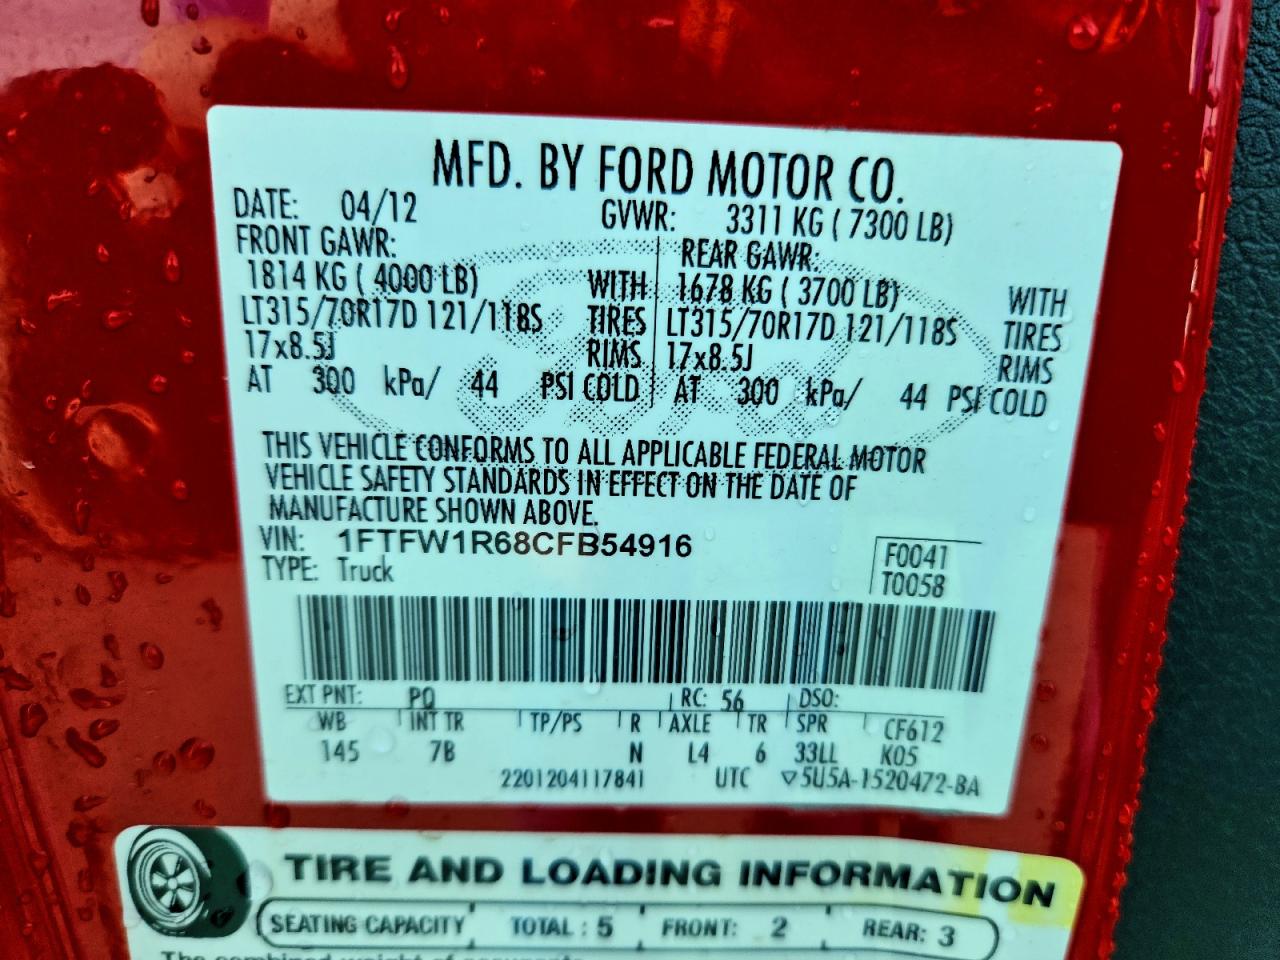 MFD. BY FORD MOTOR CO.
DATE: 04/12 GVWR: 3311 KG ( 7300 LB)
FRONT GAWR: REAR GAWR:
1814 KG ( 4000 LB) WITH 1678 KG ( 3700 LB) WITH
LT315/70R17D 121/118S TIRES LT315/70R17D 121/118S TIRES
17x8.5J RIMS 17x8.5J RIMS
AT 300 kPa/ 44 PSI COLD AT 300 kPa/ 44 PSI COLD
THIS VEHICLE CONFORMS TO ALL APPLICABLE FEDERAL MOTOR
VEHICLE SAFETY STANDARDS IN EFFECT ON THE DATE OF
MANUFACTURE SHOWN ABOVE.
VIN: 1FTFW1R68CFB54916
TYPE: Truck
F0041
T0058
EXT PNT: PQ RC: 56 DSO:
WB INT TR TP/PS R AXLE TR SPR CF612
145 7B N L4 6 33LL K05
2201204117841 UTC ▽5U5A-1520472-BA
TIRE AND LOADING INFORMATION
SEATING CAPACITY TOTAL : 5 FRONT: 2 REAR: 3
The combined weight of occupants